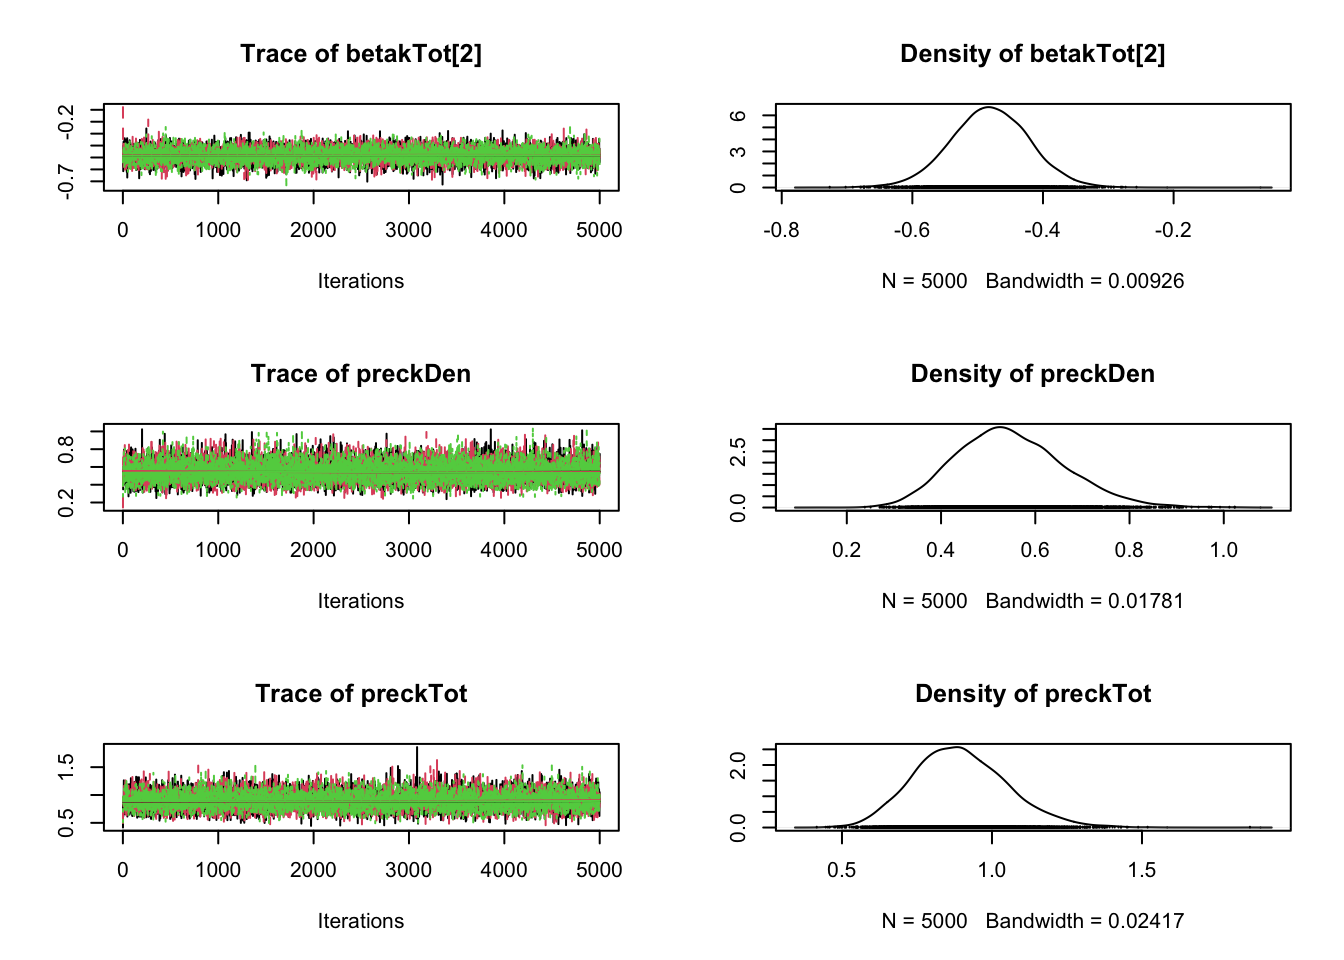 Trace of betakTot[2]
Density of betakTot[2]
-0.2
-0.7
0 1000 2000 3000 4000 5000
Iterations
6
3
0
-0.8 -0.6 -0.4 -0.2
N = 5000 Bandwidth = 0.00926
Trace of preckDen
Density of preckDen
0.8
0.2
0 1000 2000 3000 4000 5000
Iterations
2.5
0.0
0.2 0.4 0.6 0.8 1.0
N = 5000 Bandwidth = 0.01781
Trace of preckTot
Density of preckTot
1.5
0.5
0 1000 2000 3000 4000 5000
Iterations
2.0
0.0
0.5 1.0 1.5
N = 5000 Bandwidth = 0.02417